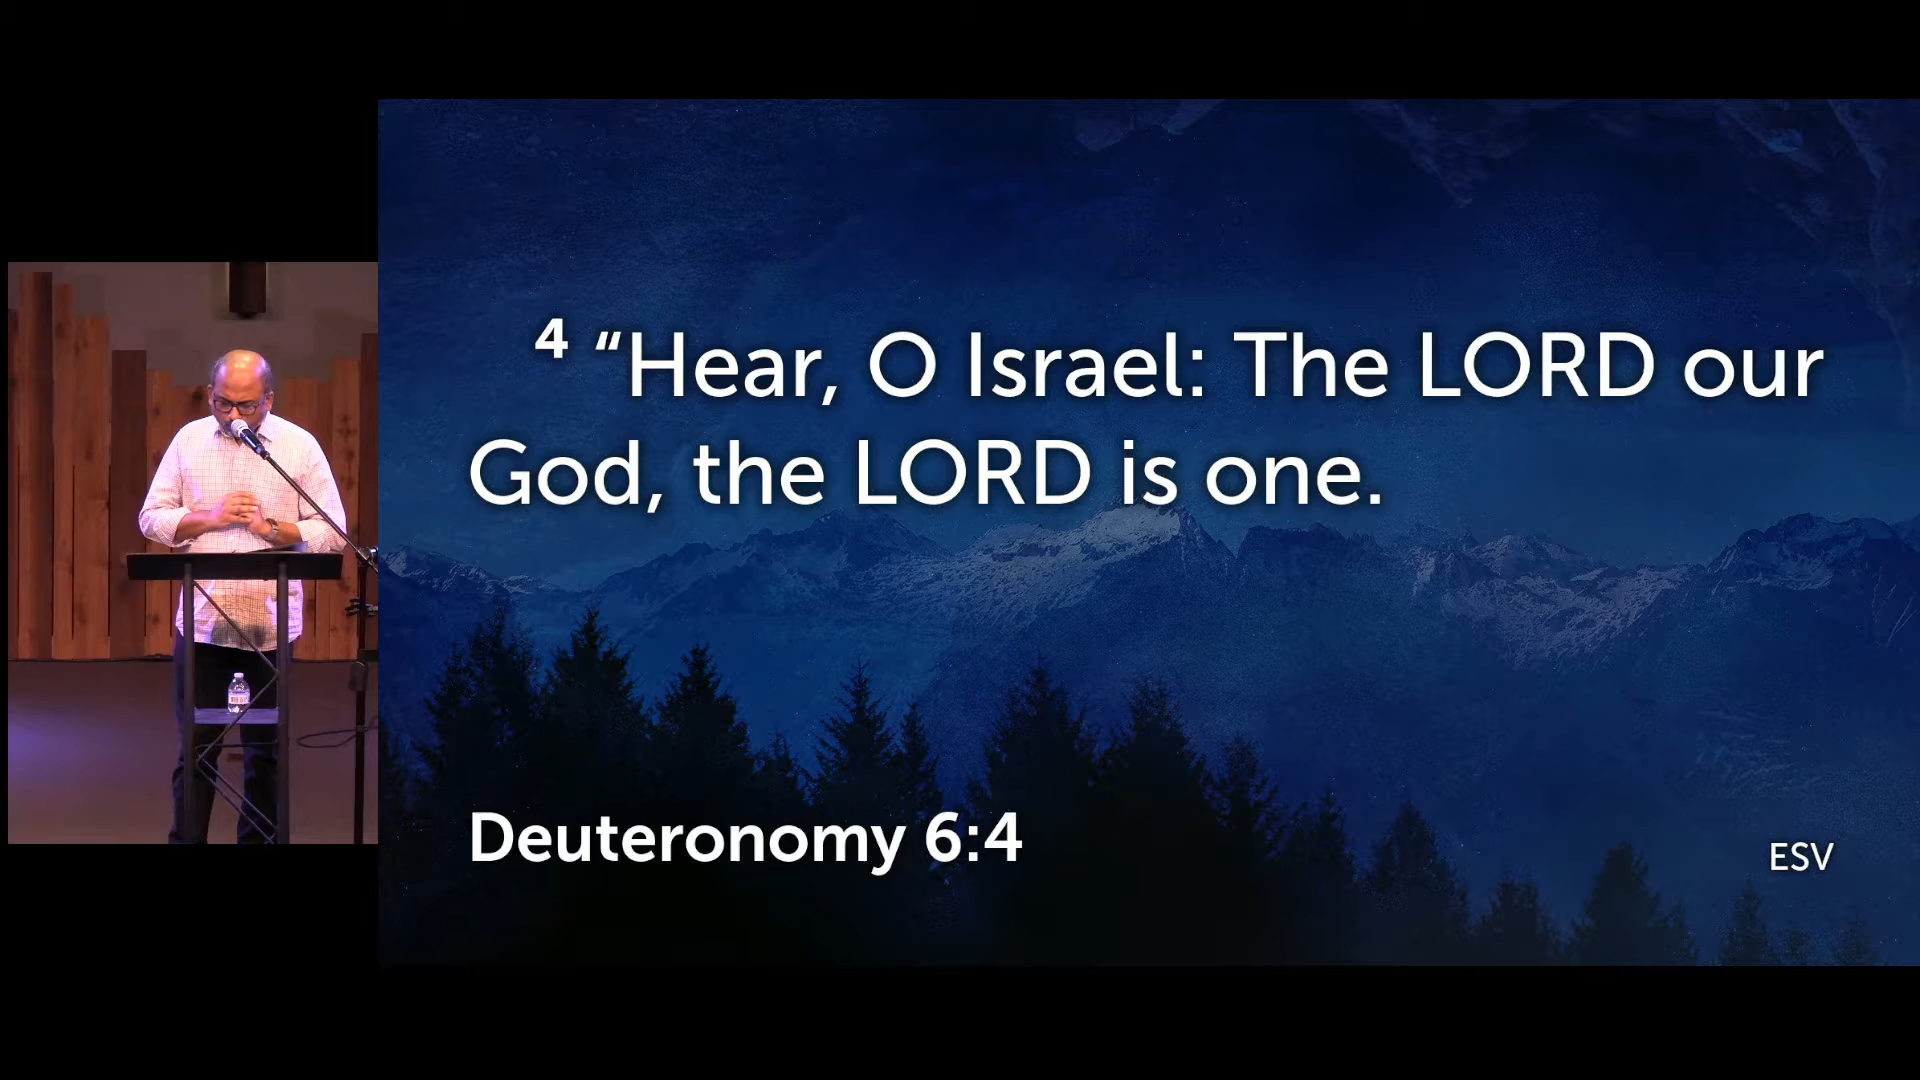 4 “Hear, O Israel: The LORD our
God, the LORD is one.
Deuteronomy 6:4
ESV